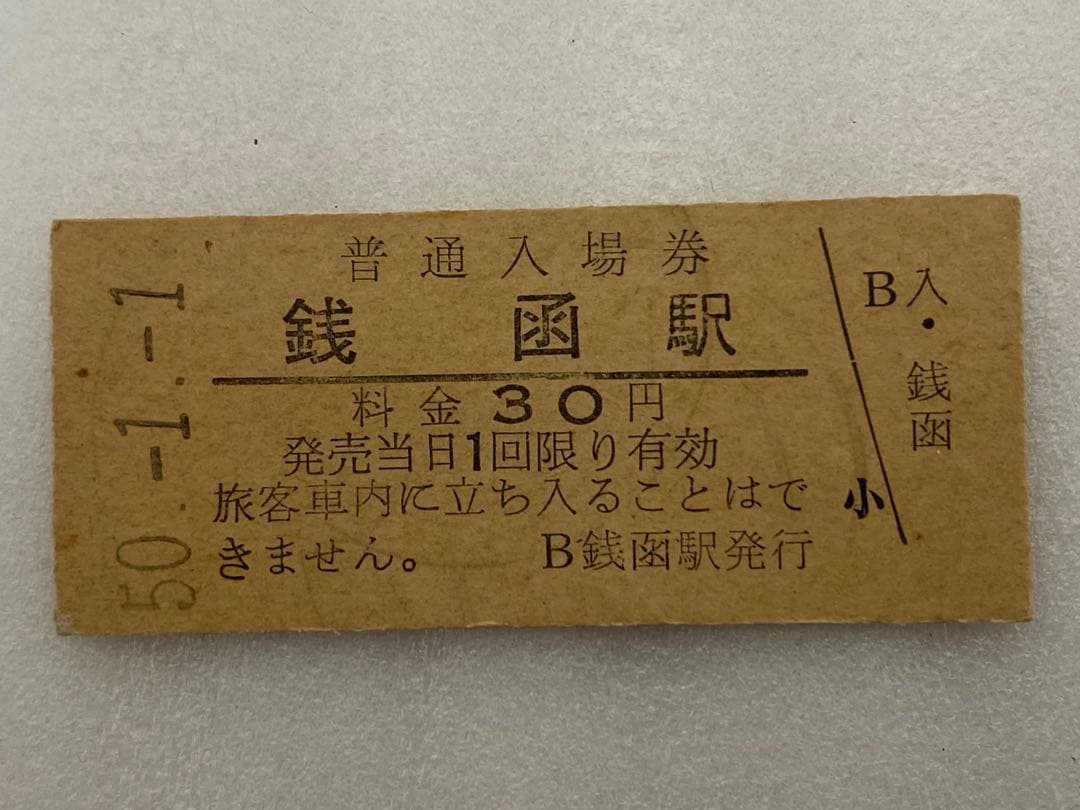 50.-1.-1
普通入場券
銭函駅
料金30円
発売当日1回限り有効
旅客車内に立ち入ることはで
きません。 B銭函駅発行
小
B入・銭函